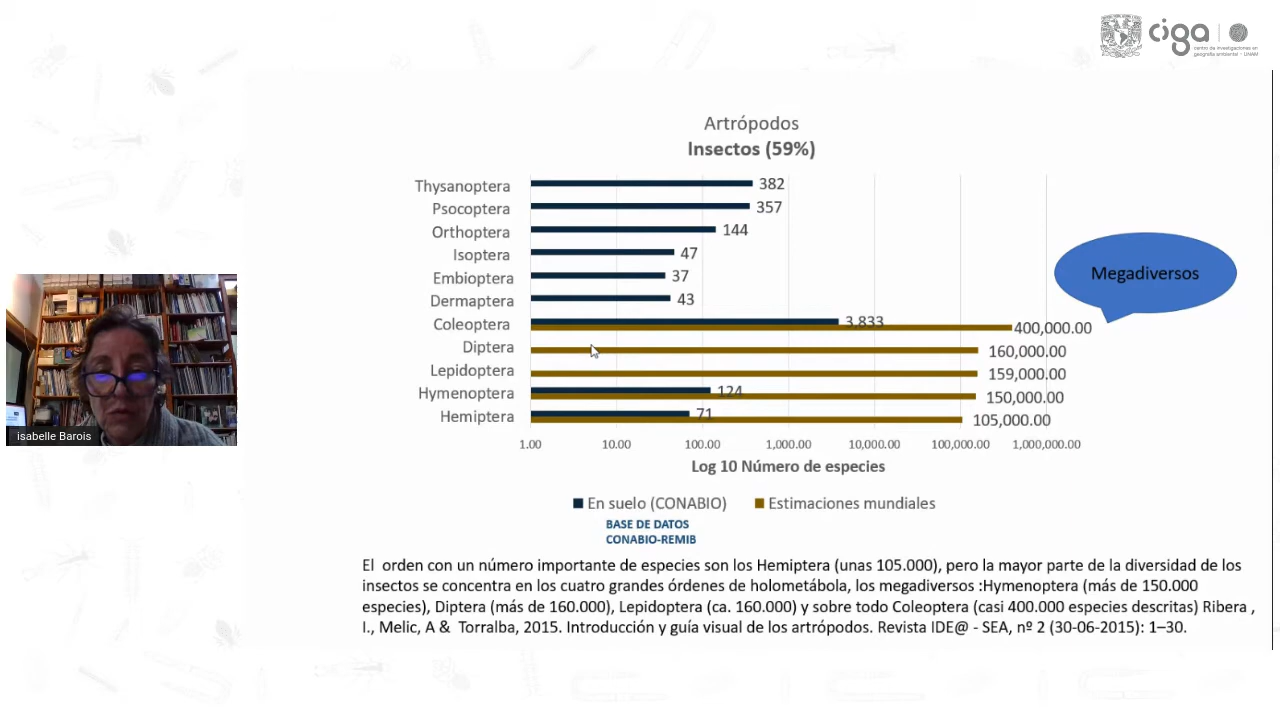 ciga
centro de investigaciones en
geografía ambiental - UNAM
Artrópodos
Insectos (59%)
Thysanoptera 382
Psocoptera 357
Orthoptera 144
Isoptera 47
Embioptera 37
Dermaptera 43
Coleoptera 3,833 400,000.00
Diptera 160,000.00
Lepidoptera 159,000.00
Hymenoptera 124 150,000.00
Hemiptera 71 105,000.00
1.00 10.00 100.00 1,000.00 10,000.00 100,000.00 1,000,000.00
Log 10 Número de especies
En suelo (CONABIO) Estimaciones mundiales
BASE DE DATOS
CONABIO-REMIB
Megadiversos
isabelle Barois
El orden con un número importante de especies son los Hemiptera (unas 105.000), pero la mayor parte de la diversidad de los
insectos se concentra en los cuatro grandes órdenes de holometábola, los megadiversos :Hymenoptera (más de 150.000
especies), Diptera (más de 160.000), Lepidoptera (ca. 160.000) y sobre todo Coleoptera (casi 400.000 especies descritas) Ribera ,
I., Melic, A & Torralba, 2015. Introducción y guía visual de los artrópodos. Revista IDE@ - SEA, nº 2 (30-06-2015): 1–30.